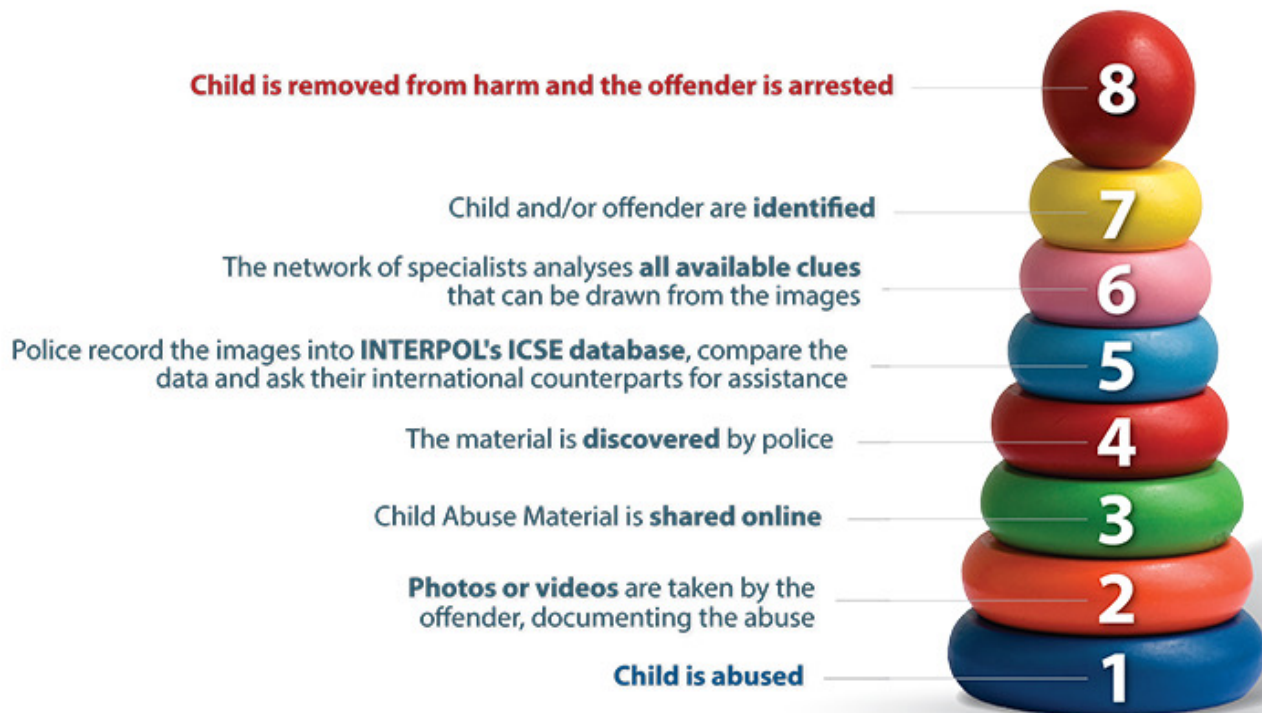 Child is removed from harm and the offender is arrested
8
Child and/or offender are identified
7
The network of specialists analyses all available clues
that can be drawn from the images
6
Police record the images into INTERPOL's ICSE database, compare the
data and ask their international counterparts for assistance
5
The material is discovered by police
4
Child Abuse Material is shared online
3
Photos or videos are taken by the
offender, documenting the abuse
2
Child is abused
1